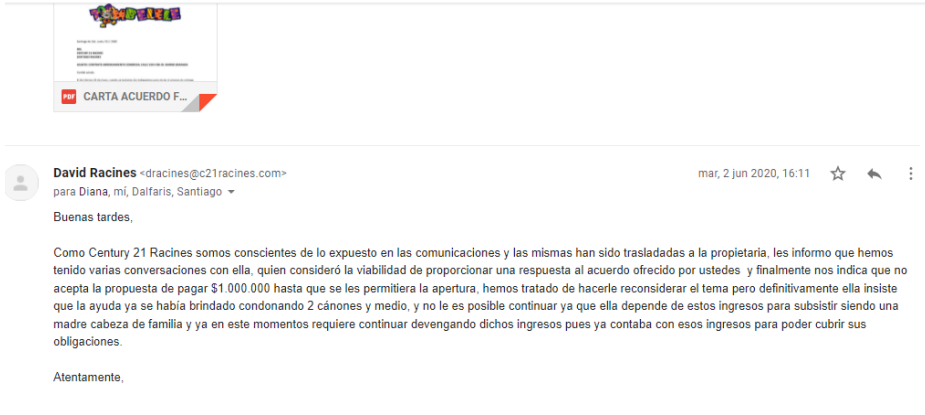 PDF CARTA ACUERDO F...
David Racines <dracines@c21racines.com> mar, 2 jun 2020, 16:11
para Diana, mí, Dalfaris, Santiago
Buenas tardes,
Como Century 21 Racines somos conscientes de lo expuesto en las comunicaciones y las mismas han sido trasladadas a la propietaria, les informo que hemos
tenido varias conversaciones con ella, quien consideró la viabilidad de proporcionar una respuesta al acuerdo ofrecido por ustedes y finalmente nos indica que no
acepta la propuesta de pagar $1.000.000 hasta que se les permitiera la apertura, hemos tratado de hacerle reconsiderar el tema pero definitivamente ella insiste
que la ayuda ya se había brindado condonando 2 cánones y medio, y no le es posible continuar ya que ella depende de estos ingresos para subsistir siendo una
madre cabeza de familia y ya en este momentos requiere continuar devengando dichos ingresos pues ya contaba con esos ingresos para poder cubrir sus
obligaciones.
Atentamente,